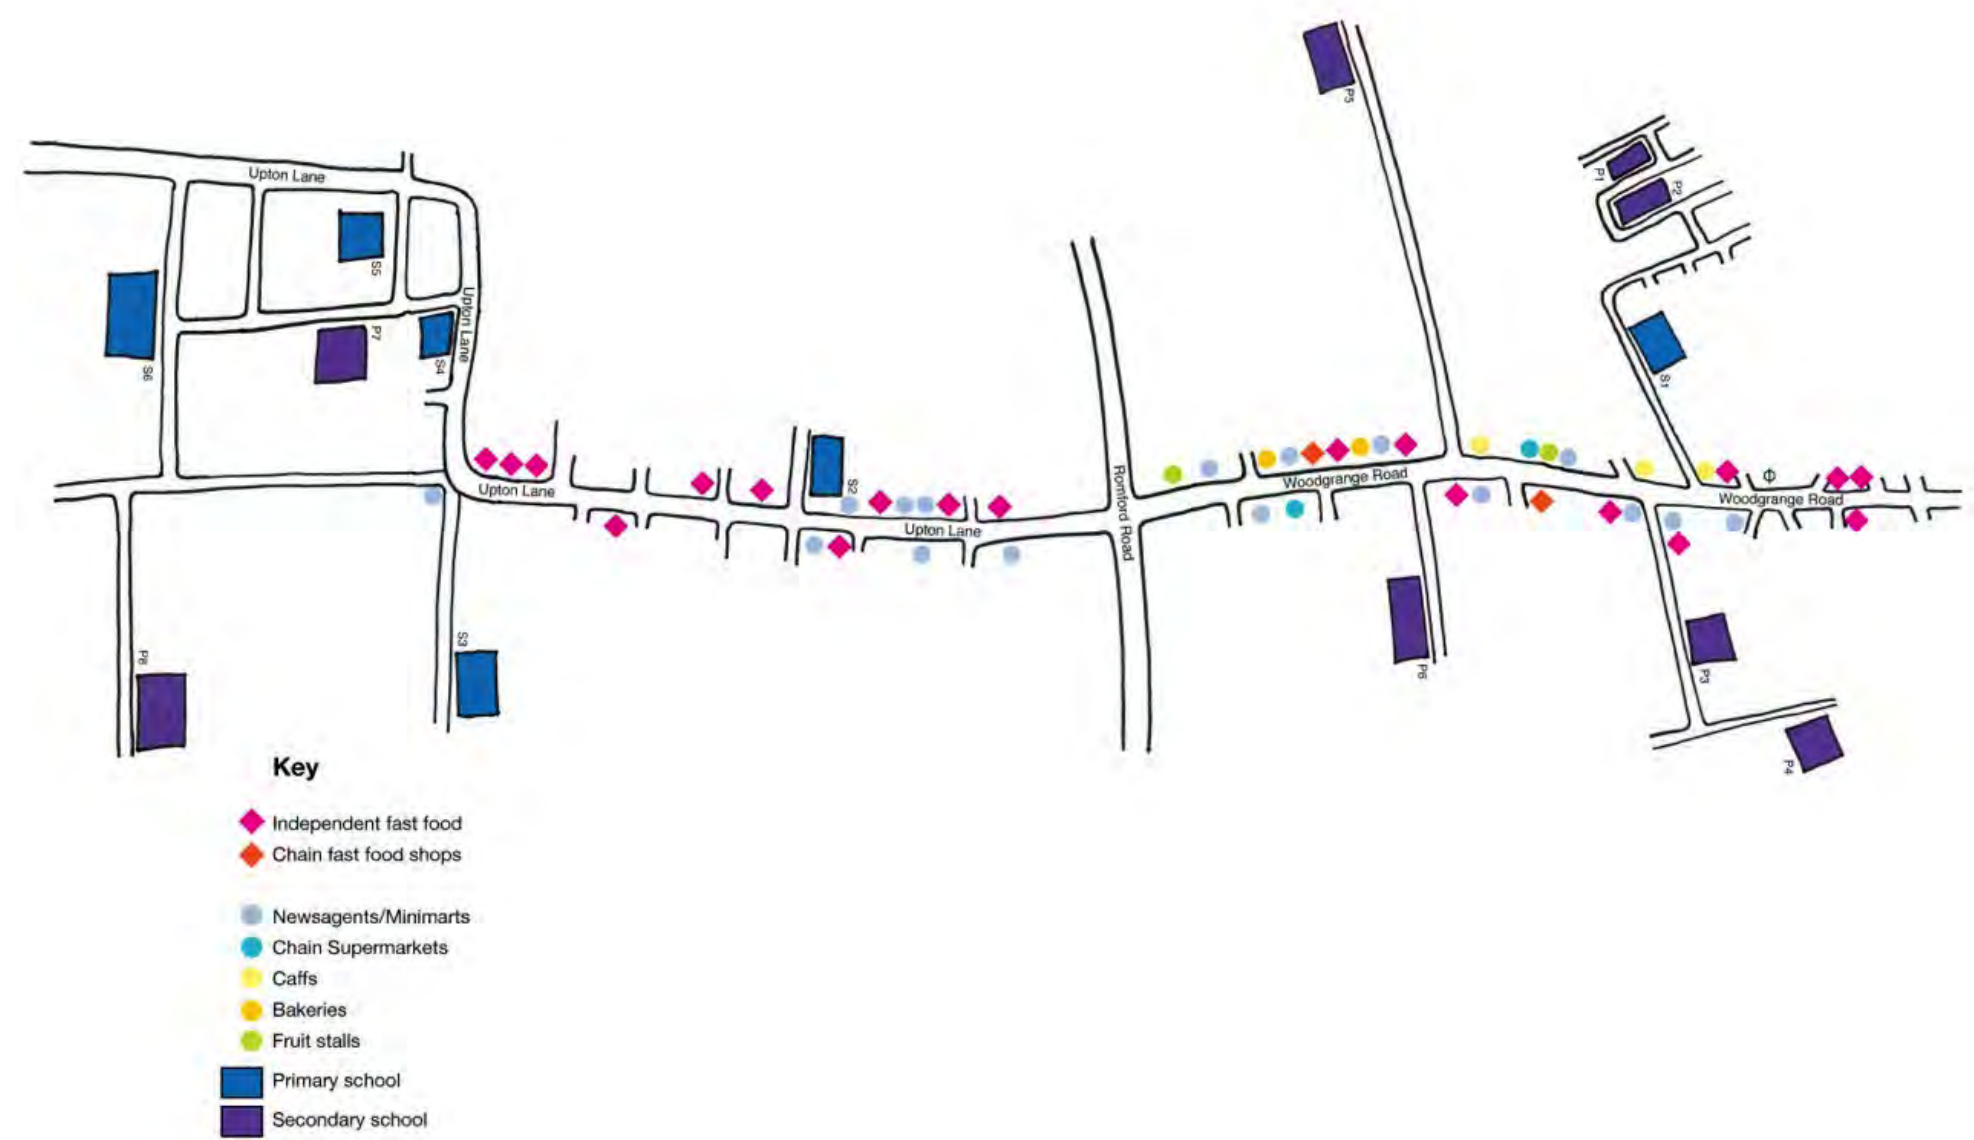 P5
P1
P2
Upton Lane
S5
Upton Lane
P7
S4
S6
S1
Upton Lane
S2
Upton Lane
Romford Road
Woodgrange Road
Woodgrange Road
S3
P8
P6
P3
P4
Key
Independent fast food
Chain fast food shops
Newsagents/Minimarts
Chain Supermarkets
Caffs
Bakeries
Fruit stalls
Primary school
Secondary school